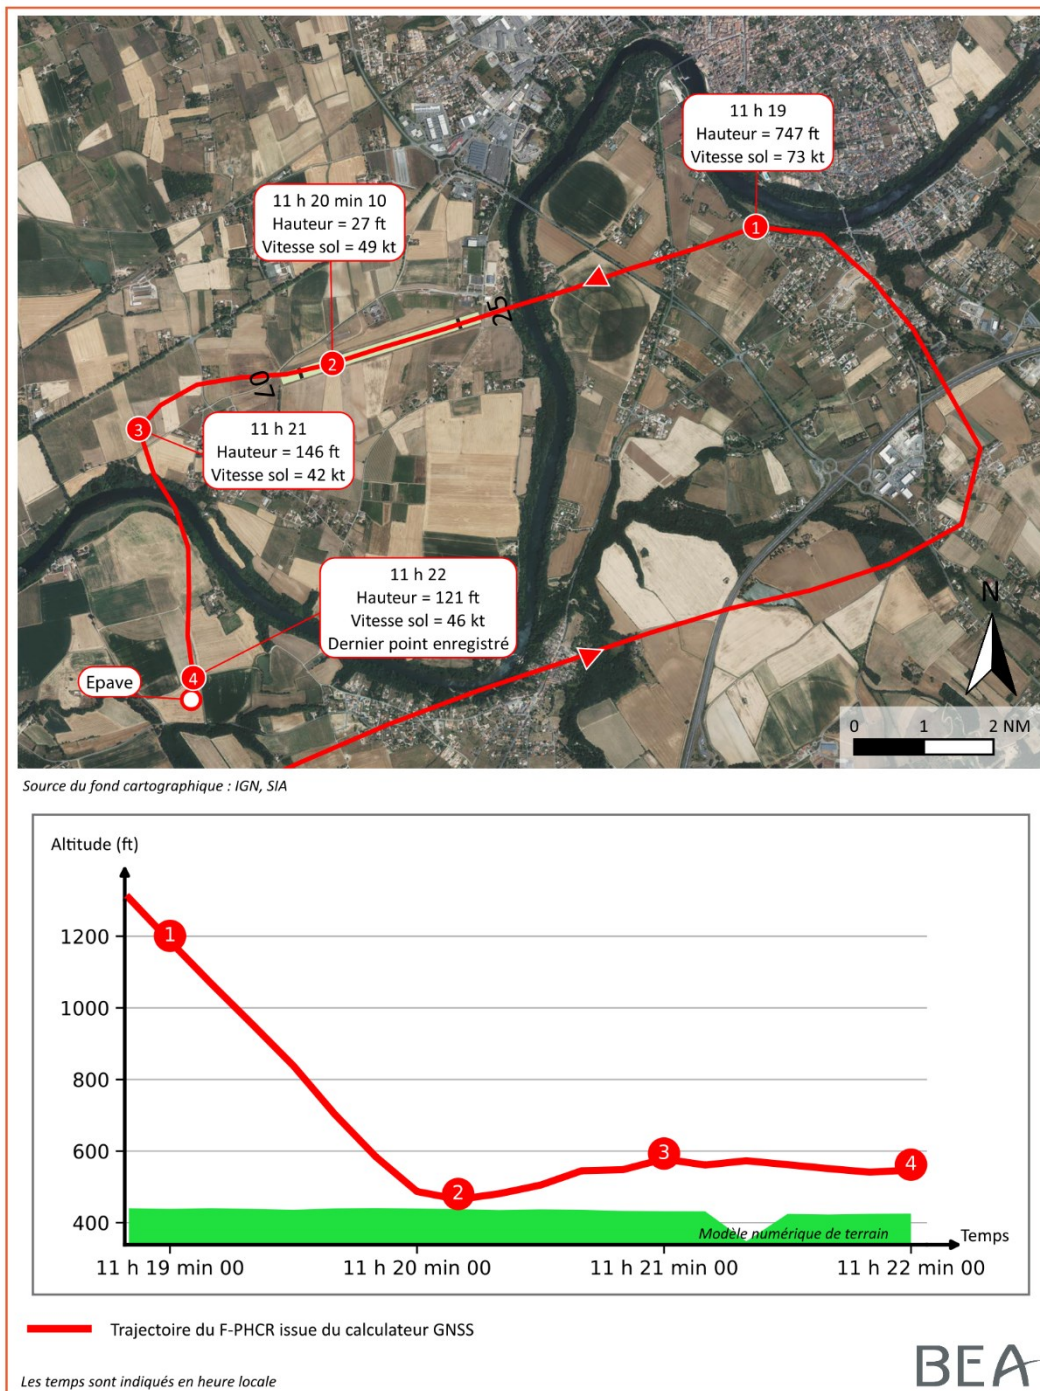 11 h 19
Hauteur = 747 ft
Vitesse sol = 73 kt
1
11 h 20 min 10
Hauteur = 27 ft
Vitesse sol = 49 kt
25
2
07
3
11 h 21
Hauteur = 146 ft
Vitesse sol = 42 kt
11 h 22
Hauteur = 121 ft
Vitesse sol = 46 kt
Dernier point enregistré
N
4
Epave
0 1 2 NM
Source du fond cartographique : IGN, SIA
Altitude (ft)
1200
1000
800
600
400
1
2
3
4
Modèle numérique de terrain
Temps
11 h 19 min 00 11 h 20 min 00 11 h 21 min 00 11 h 22 min 00
Trajectoire du F-PHCR issue du calculateur GNSS
Les temps sont indiqués en heure locale
BEA